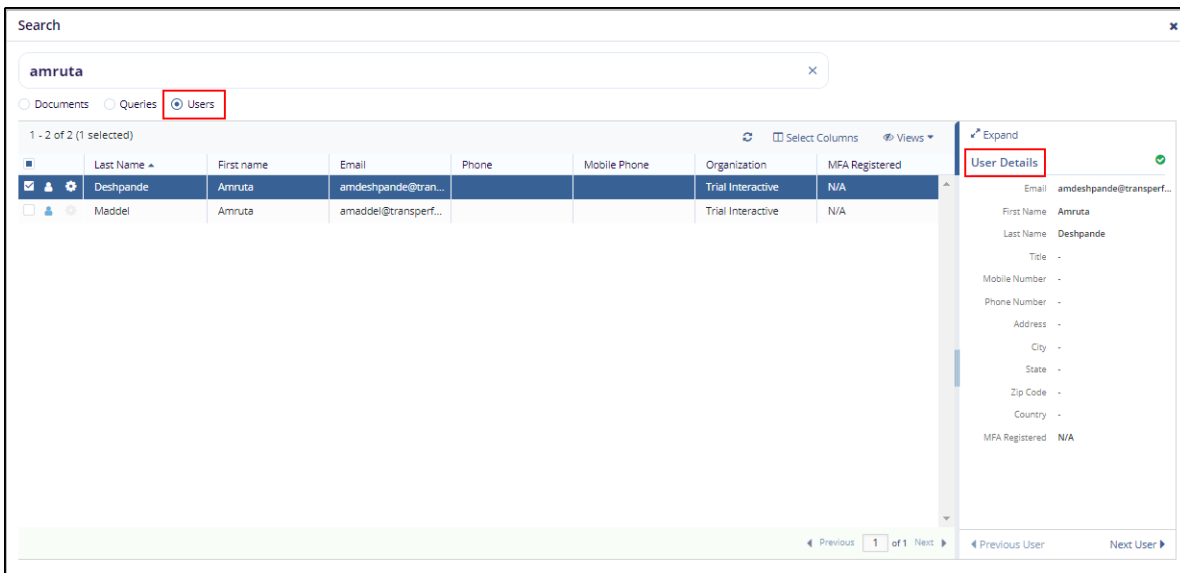 Search
amruta
Documents Queries Users
1 - 2 of 2 (1 selected) Select Columns Views
Last Name First name Email Phone Mobile Phone Organization MFA Registered
Deshpande Amruta amdeshpande@tran... Trial Interactive N/A
Maddel Amruta amaddel@transperf... Trial Interactive N/A
Previous 1 of 1 Next
Expand
User Details
Email amdeshpande@transperf...
First Name Amruta
Last Name Deshpande
Title -
Mobile Number -
Phone Number -
Address -
City -
State -
Zip Code -
Country -
MFA Registered N/A
Previous User Next User